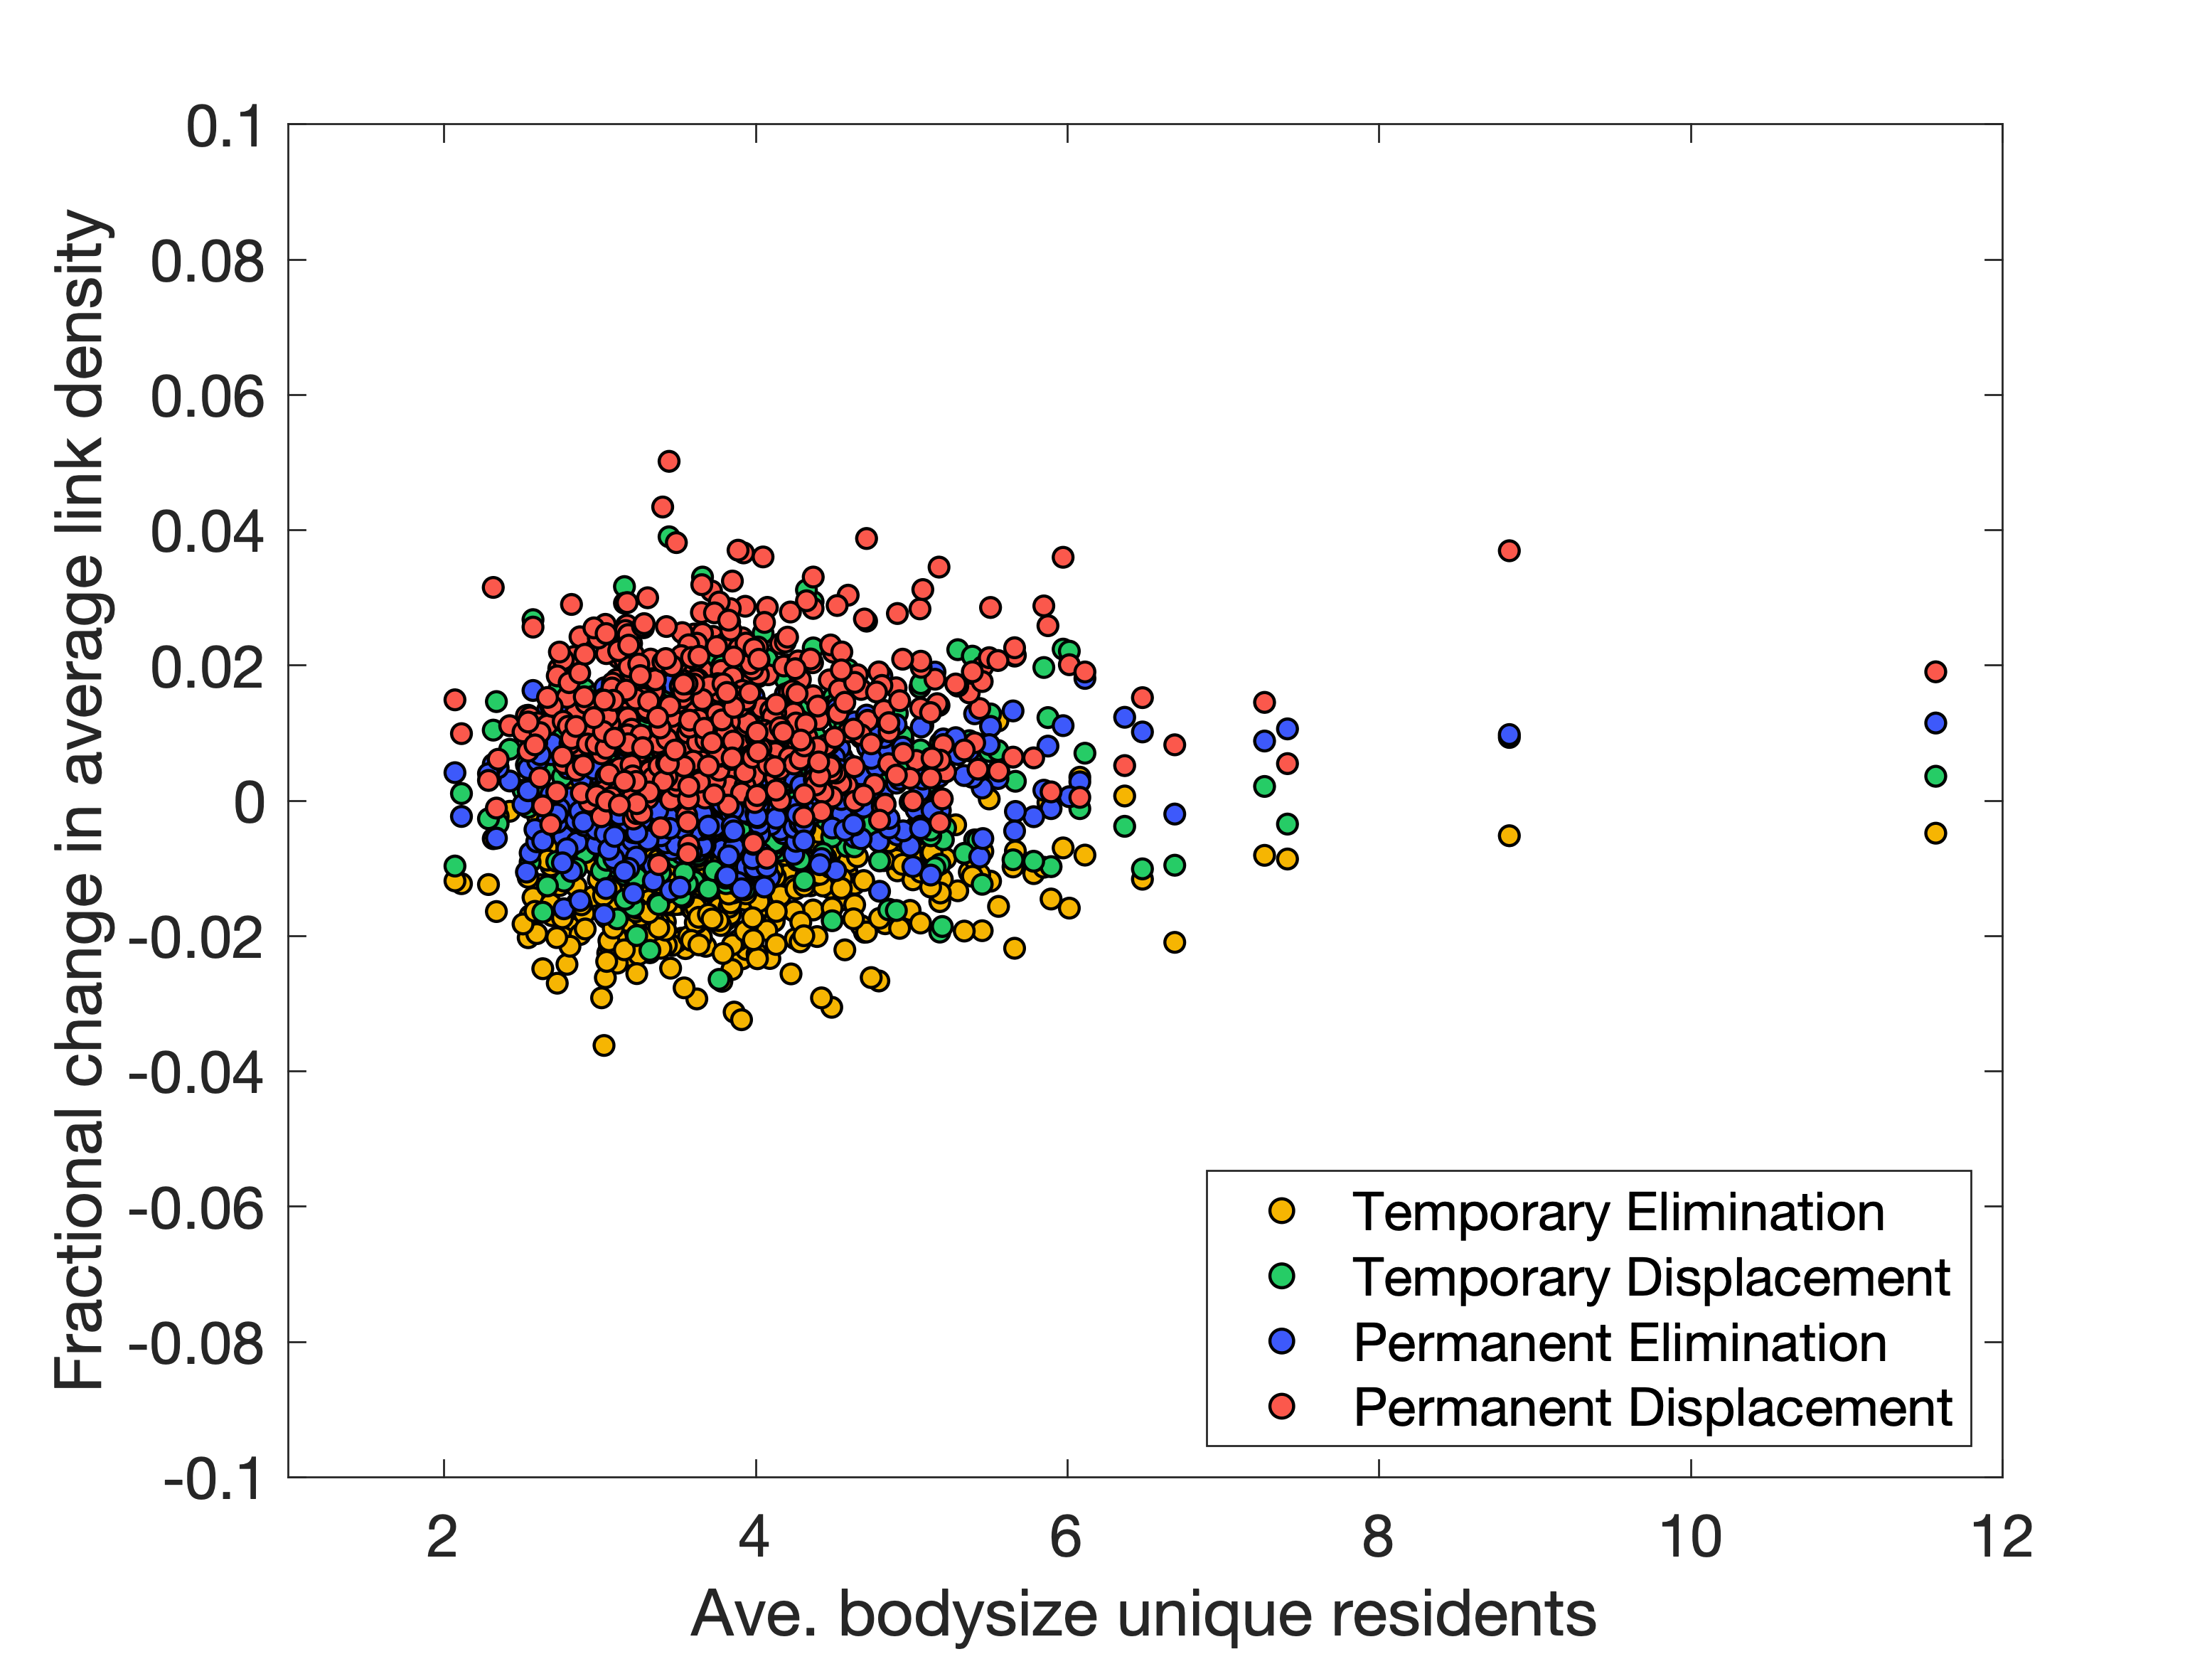 Fractional change in average link density
0.1
0.08
0.06
0.04
0.02
0
-0.02
-0.04
-0.06
-0.08
-0.1
Temporary Elimination
Temporary Displacement
Permanent Elimination
Permanent Displacement
2 4 6 8 10 12
Ave. bodysize unique residents